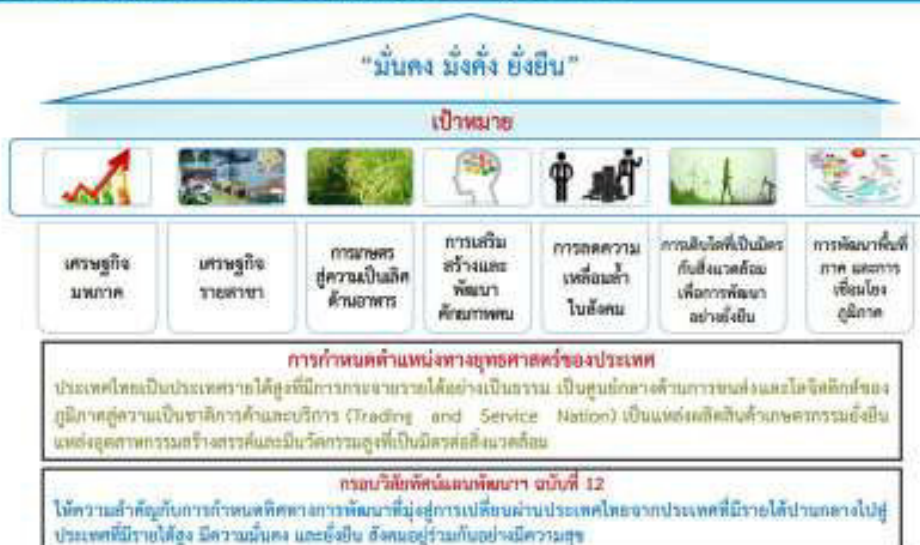 “มั่นคง มั่งคั่ง ยั่งยืน”
เป้าหมาย
เศรษฐกิจ
มหภาค
เศรษฐกิจ
รายสาขา
การเกษตร
สู่ความเป็นเลิศ
ด้านอาหาร
การเสริม
สร้างและ
พัฒนา
ศักยภาพคน
การลดความ
เหลื่อมล้ำ
ในสังคม
การเติบโตที่เป็นมิตร
กับสิ่งแวดล้อม
เพื่อการพัฒนา
อย่างยั่งยืน
การพัฒนาพื้นที่
ภาค และการ
เชื่อมโยง
ภูมิภาค
การกำหนดตำแหน่งทางยุทธศาสตร์ของประเทศ
ประเทศไทยเป็นประเทศรายได้สูงที่มีการกระจายรายได้อย่างเป็นธรรม เป็นศูนย์กลางด้านการขนส่งและโลจิสติกส์ของ
ภูมิภาคสู่ความเป็นชาติการค้าและบริการ (Trading and Service Nation) เป็นแหล่งผลิตสินค้าเกษตรกรรมยั่งยืน
แหล่งอุตสาหกรรมสร้างสรรค์และมีนวัตกรรมสูงที่เป็นมิตรต่อสิ่งแวดล้อม
กรอบวิสัยทัศน์แผนพัฒนาฯ ฉบับที่ 12
ให้ความสำคัญกับการกำหนดทิศทางการพัฒนาที่มุ่งสู่การเปลี่ยนผ่านประเทศไทยจากประเทศที่มีรายได้ปานกลางไปสู่
ประเทศที่มีรายได้สูง มีความมั่นคง และยั่งยืน สังคมอยู่ร่วมกันอย่างมีความสุข